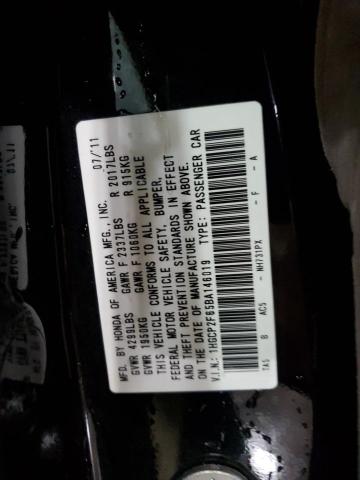 MFD. BY HONDA OF AMERICA MFG., INC. 07/11
GVWR 4299LBS GAWR F 2337LBS R 2017LBS
GVWR 1950KG GAWR F 1060KG R 915KG
THIS VEHICLE CONFORMS TO ALL APPLICABLE
FEDERAL MOTOR VEHICLE SAFETY, BUMPER,
AND THEFT PREVENTION STANDARDS IN EFFECT
ON THE DATE OF MANUFACTURE SHOWN ABOVE.
V.I.N.: 1HGCP2F65BA146019 TYPE: PASSENGER CAR
TA5 B AC5 - NH731PX - F - A